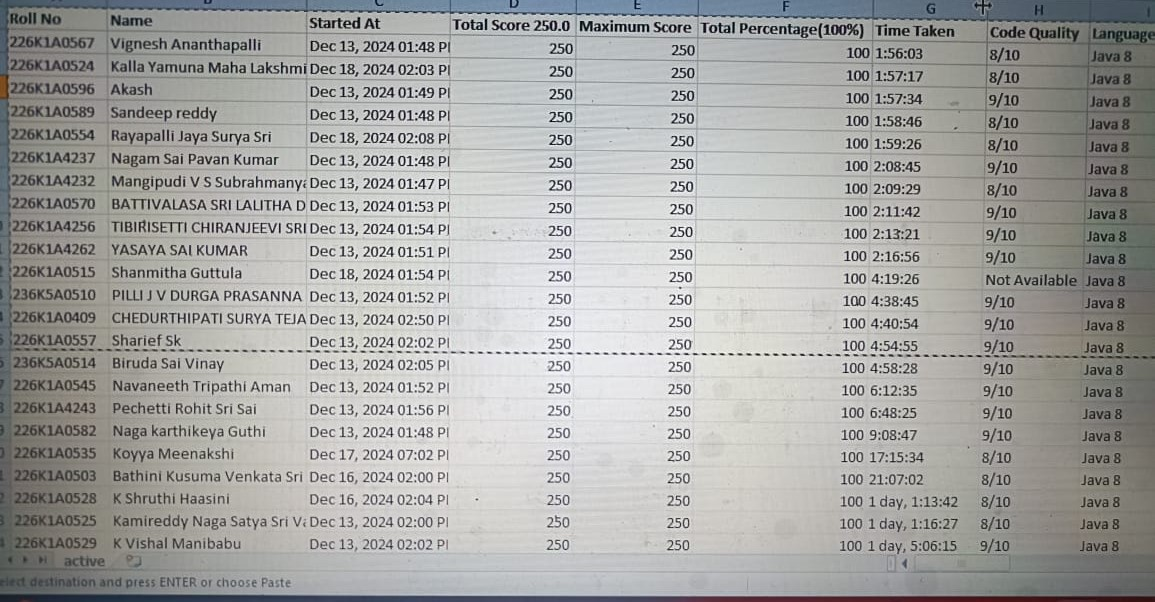 D E F G H
Roll No Name Started At Total Score 250.0 Maximum Score Total Percentage(100%) Time Taken Code Quality Language
226K1A0567 Vignesh Ananthapalli Dec 13, 2024 01:48 P 250 250 100 1:56:03 8/10 Java 8
226K1A0524 Kalla Yamuna Maha Lakshmi Dec 18, 2024 02:03 P 250 250 100 1:57:17 8/10 Java 8
226K1A0596 Akash Dec 13, 2024 01:49 P 250 250 100 1:57:34 9/10 Java 8
226K1A0589 Sandeep reddy Dec 13, 2024 01:48 P 250 250 100 1:58:46 8/10 Java 8
226K1A0554 Rayapalli Jaya Surya Sri Dec 18, 2024 02:08 P 250 250 100 1:59:26 8/10 Java 8
226K1A4237 Nagam Sai Pavan Kumar Dec 13, 2024 01:48 P 250 250 100 2:08:45 9/10 Java 8
226K1A4232 Mangipudi V S Subrahmanya Dec 13, 2024 01:47 P 250 250 100 2:09:29 8/10 Java 8
226K1A0570 BATTIVALASA SRI LALITHA D Dec 13, 2024 01:53 P 250 250 100 2:11:42 9/10 Java 8
226K1A4256 TIBIRISETTI CHIRANJEEVI SRI Dec 13, 2024 01:54 P 250 250 100 2:13:21 9/10 Java 8
226K1A4262 YASAYA SAI KUMAR Dec 13, 2024 01:51 P 250 250 100 2:16:56 9/10 Java 8
226K1A0515 Shanmitha Guttula Dec 18, 2024 01:54 P 250 250 100 4:19:26 Not Available Java 8
236K5A0510 PILLI J V DURGA PRASANNA Dec 13, 2024 01:52 P 250 250 100 4:38:45 9/10 Java 8
226K1A0409 CHEDURTHIPATI SURYA TEJA Dec 13, 2024 02:50 P 250 250 100 4:40:54 9/10 Java 8
226K1A0557 Sharief Sk Dec 13, 2024 02:02 P 250 250 100 4:54:55 9/10 Java 8
236K5A0514 Biruda Sai Vinay Dec 13, 2024 02:05 P 250 250 100 4:58:28 9/10 Java 8
226K1A0545 Navaneeth Tripathi Aman Dec 13, 2024 01:52 P 250 250 100 6:12:35 9/10 Java 8
226K1A4243 Pechetti Rohit Sri Sai Dec 13, 2024 01:56 P 250 250 100 6:48:25 9/10 Java 8
226K1A0582 Naga karthikeya Guthi Dec 13, 2024 01:48 P 250 250 100 9:08:47 9/10 Java 8
226K1A0535 Koyya Meenakshi Dec 17, 2024 07:02 P 250 250 100 17:15:34 8/10 Java 8
226K1A0503 Bathini Kusuma Venkata Sri Dec 16, 2024 02:00 P 250 250 100 21:07:02 8/10 Java 8
226K1A0528 K Shruthi Haasini Dec 16, 2024 02:04 P 250 250 100 1 day, 1:13:42 8/10 Java 8
226K1A0525 Kamireddy Naga Satya Sri Va Dec 13, 2024 02:00 P 250 250 100 1 day, 1:16:27 8/10 Java 8
226K1A0529 K Vishal Manibabu Dec 13, 2024 02:02 P 250 250 100 1 day, 5:06:15 9/10 Java 8
active
elect destination and press ENTER or choose Paste